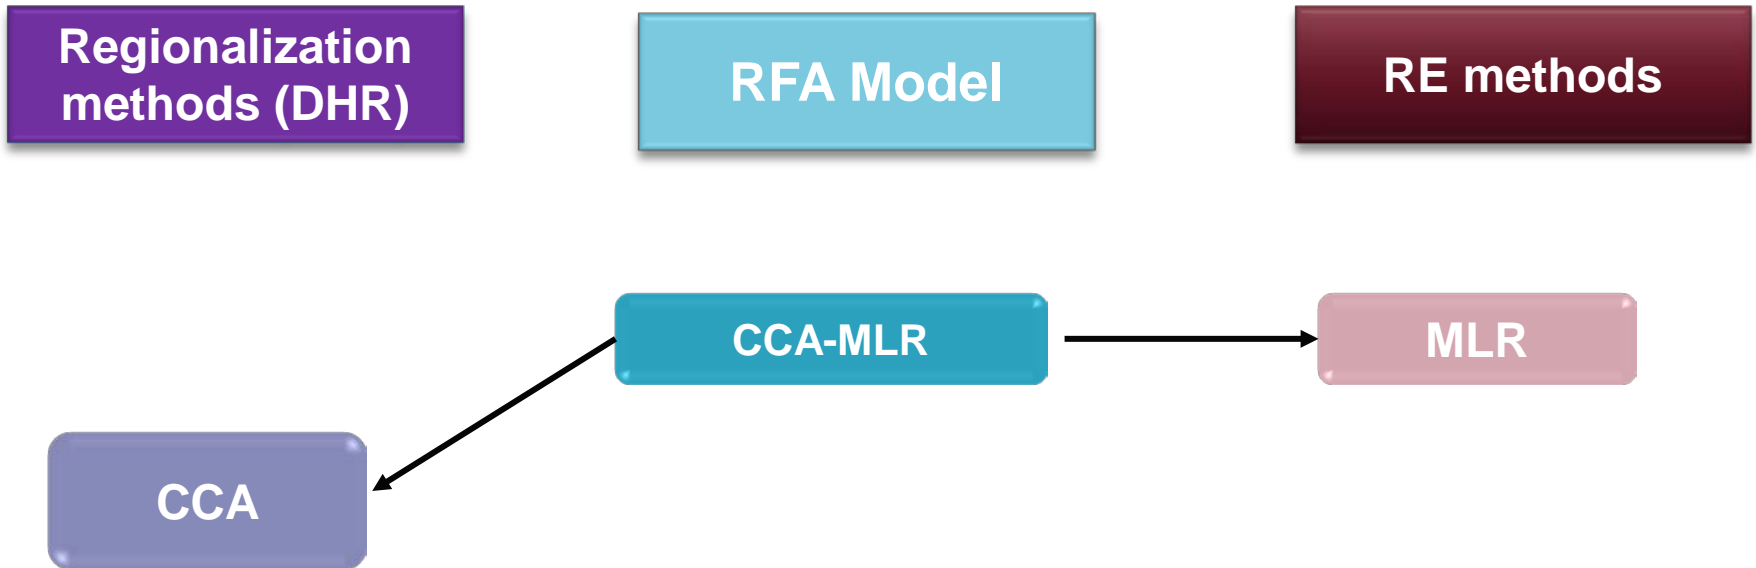 Regionalization
methods (DHR)
RFA Model
RE methods
CCA-MLR
MLR
CCA